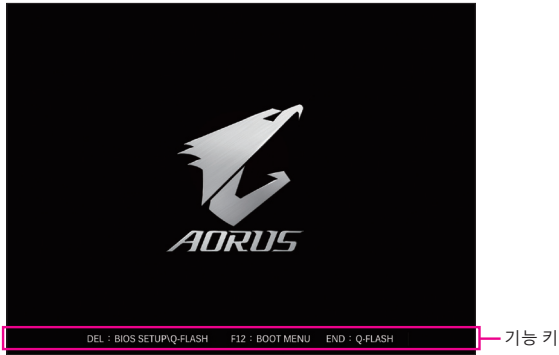 AORUS
DEL : BIOS SETUP\Q-FLASH F12 : BOOT MENU END : Q-FLASH
기능 키